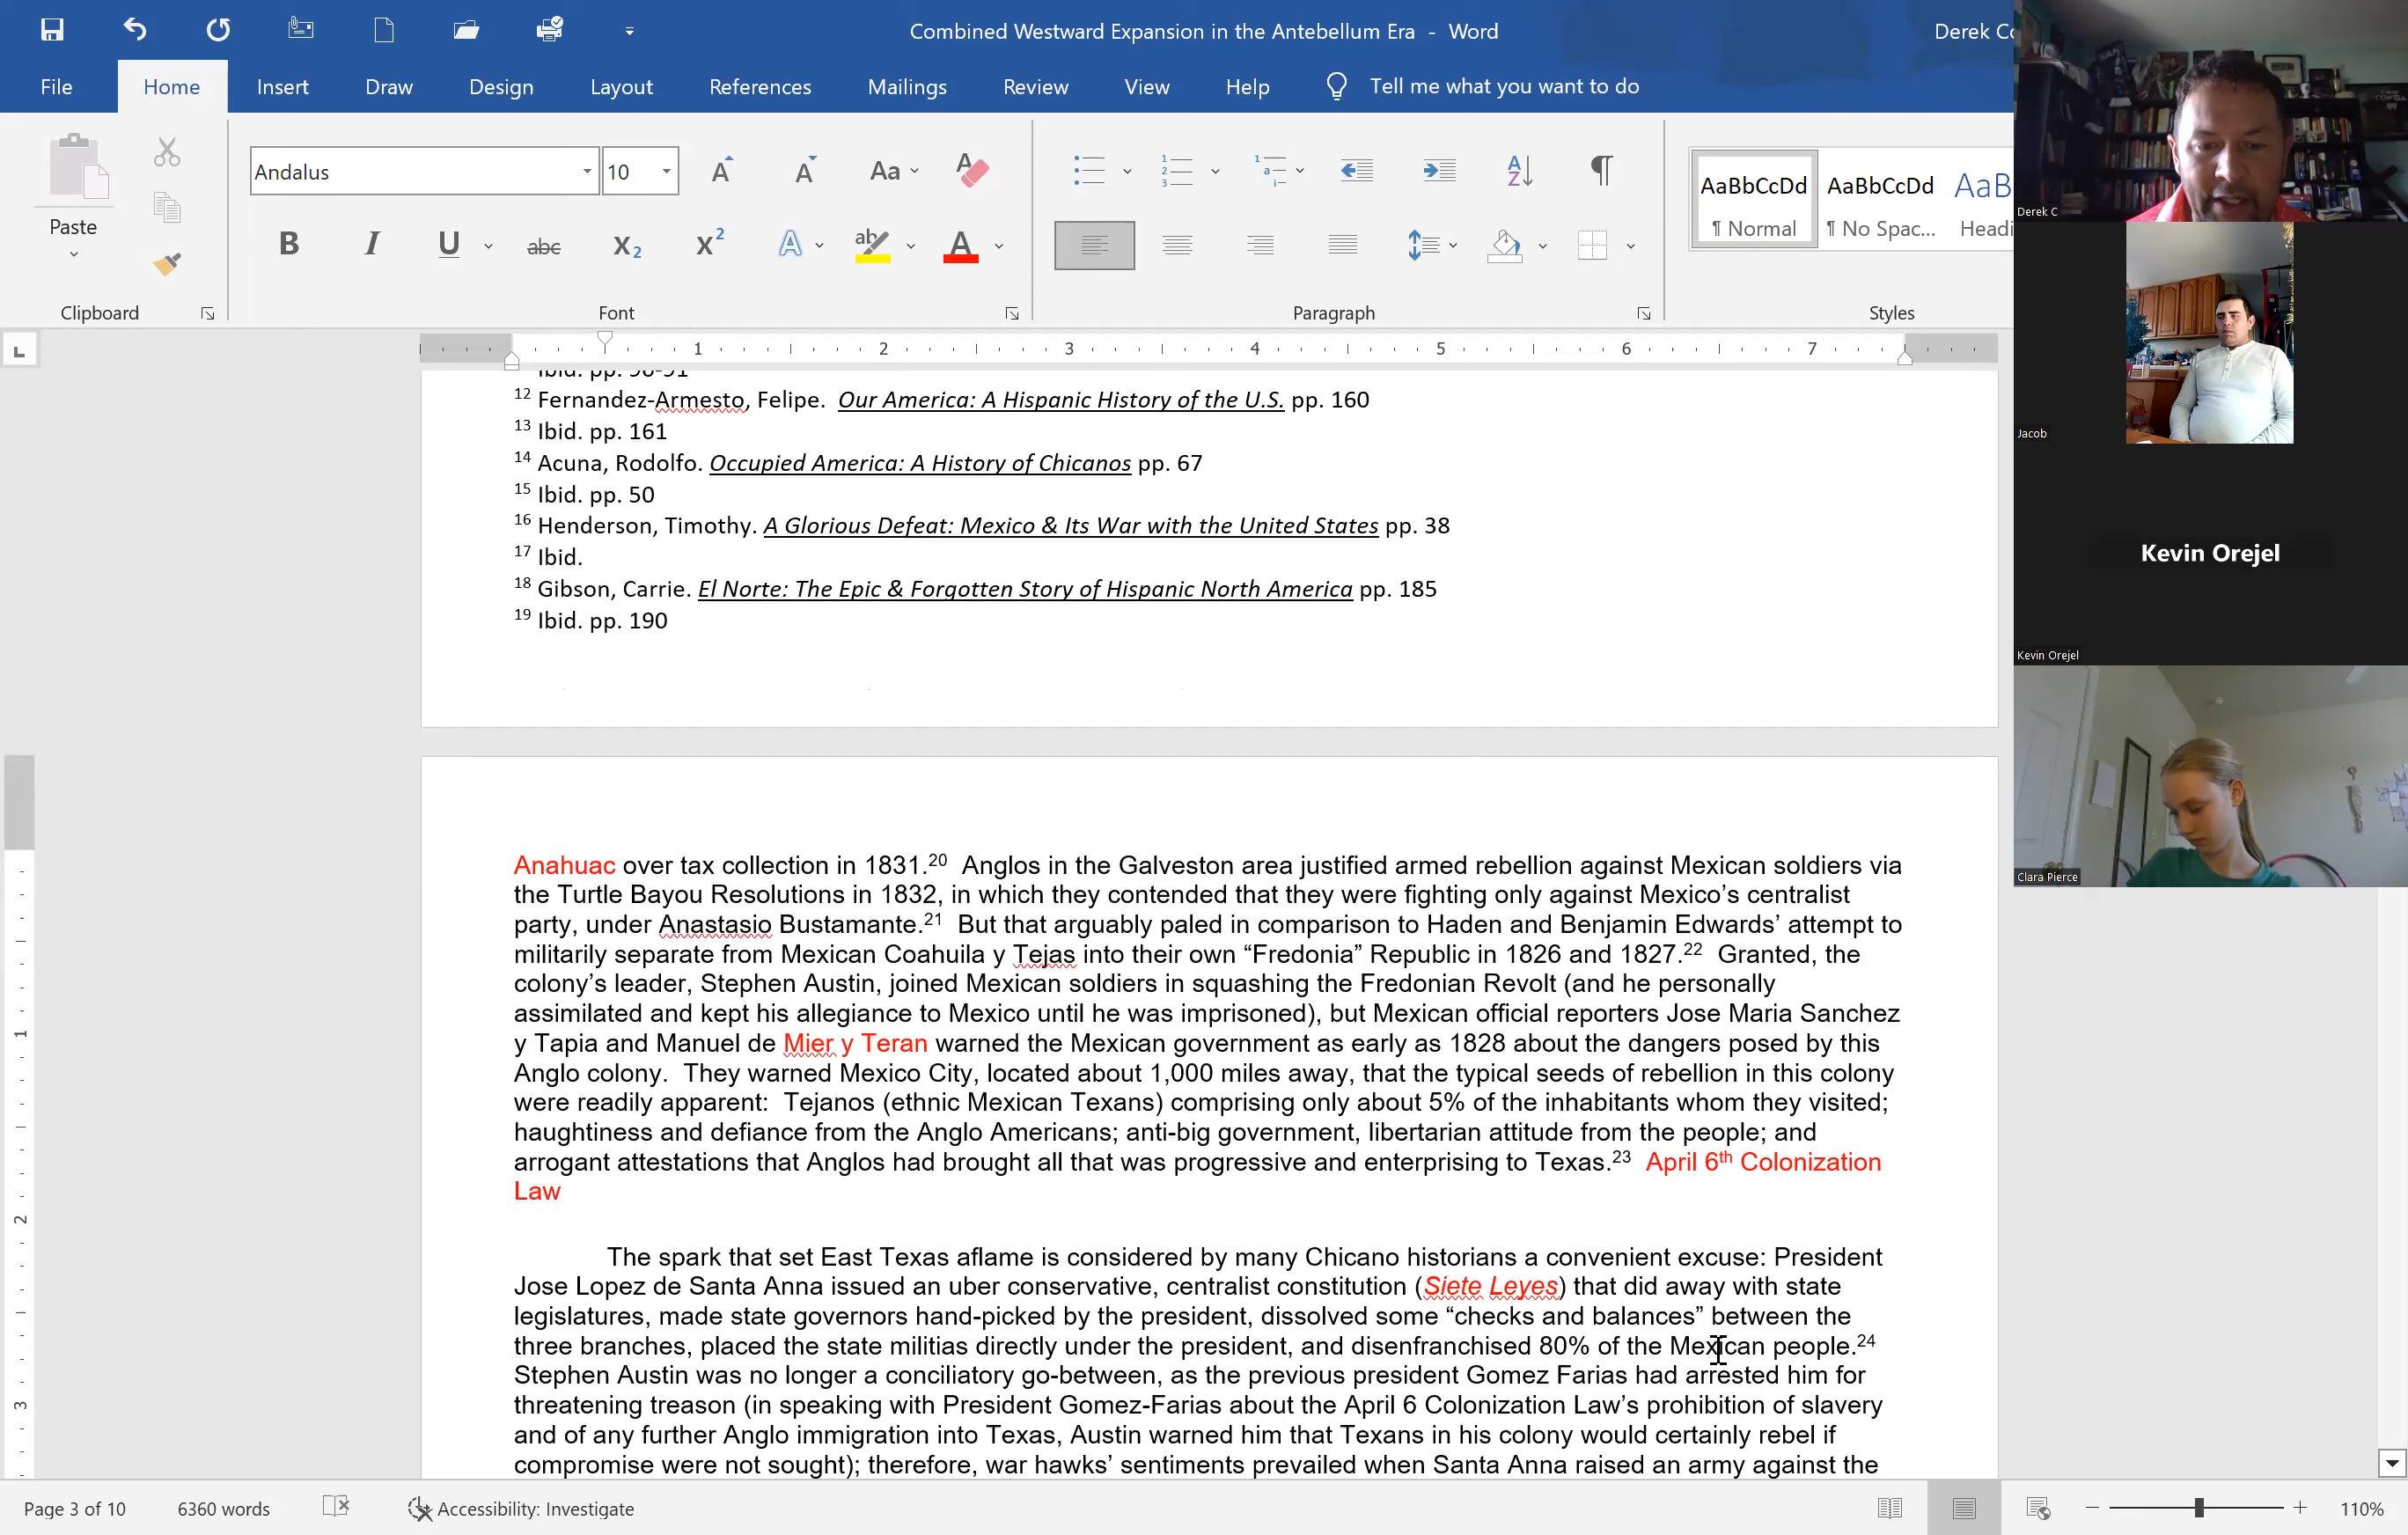 Combined Westward Expansion in the Antebellum Era - Word
Derek
File Home Insert Draw Design Layout References Mailings Review View Help Tell me what you want to do
Paste
Clipboard
Andalus 10
Font
Paragraph
AaBbCcDd AaBbCcDd AaB
¶ Normal ¶ No Spac... Headi
Styles
1 2 3 4 5 6 7
12 Fernandez-Armesto, Felipe. Our America: A Hispanic History of the U.S. pp. 160
13 Ibid. pp. 161
14 Acuna, Rodolfo. Occupied America: A History of Chicanos pp. 67
15 Ibid. pp. 50
16 Henderson, Timothy. A Glorious Defeat: Mexico & Its War with the United States pp. 38
17 Ibid.
18 Gibson, Carrie. El Norte: The Epic & Forgotten Story of Hispanic North America pp. 185
19 Ibid. pp. 190
Anahuac over tax collection in 1831.20 Anglos in the Galveston area justified armed rebellion against Mexican soldiers via
the Turtle Bayou Resolutions in 1832, in which they contended that they were fighting only against Mexico's centralist
party, under Anastasio Bustamante.21 But that arguably paled in comparison to Haden and Benjamin Edwards' attempt to
militarily separate from Mexican Coahuila y Tejas into their own “Fredonia” Republic in 1826 and 1827.22 Granted, the
colony's leader, Stephen Austin, joined Mexican soldiers in squashing the Fredonian Revolt (and he personally
assimilated and kept his allegiance to Mexico until he was imprisoned), but Mexican official reporters Jose Maria Sanchez
y Tapia and Manuel de Mier y Teran warned the Mexican government as early as 1828 about the dangers posed by this
Anglo colony. They warned Mexico City, located about 1,000 miles away, that the typical seeds of rebellion in this colony
were readily apparent: Tejanos (ethnic Mexican Texans) comprising only about 5% of the inhabitants whom they visited;
haughtiness and defiance from the Anglo Americans; anti-big government, libertarian attitude from the people; and
arrogant attestations that Anglos had brought all that was progressive and enterprising to Texas.23 April 6th Colonization
Law
The spark that set East Texas aflame is considered by many Chicano historians a convenient excuse: President
Jose Lopez de Santa Anna issued an uber conservative, centralist constitution (Siete Leyes) that did away with state
legislatures, made state governors hand-picked by the president, dissolved some “checks and balances” between the
three branches, placed the state militias directly under the president, and disenfranchised 80% of the Mexican people.24
Stephen Austin was no longer a conciliatory go-between, as the previous president Gomez Farias had arrested him for
threatening treason (in speaking with President Gomez-Farias about the April 6 Colonization Law's prohibition of slavery
and of any further Anglo immigration into Texas, Austin warned him that Texans in his colony would certainly rebel if
compromise were not sought); therefore, war hawks' sentiments prevailed when Santa Anna raised an army against the
1
2
3
Page 3 of 10 6360 words Accessibility: Investigate 110%
Derek C
Jacob
Kevin Orejel
Kevin Orejel
Clara Pierce